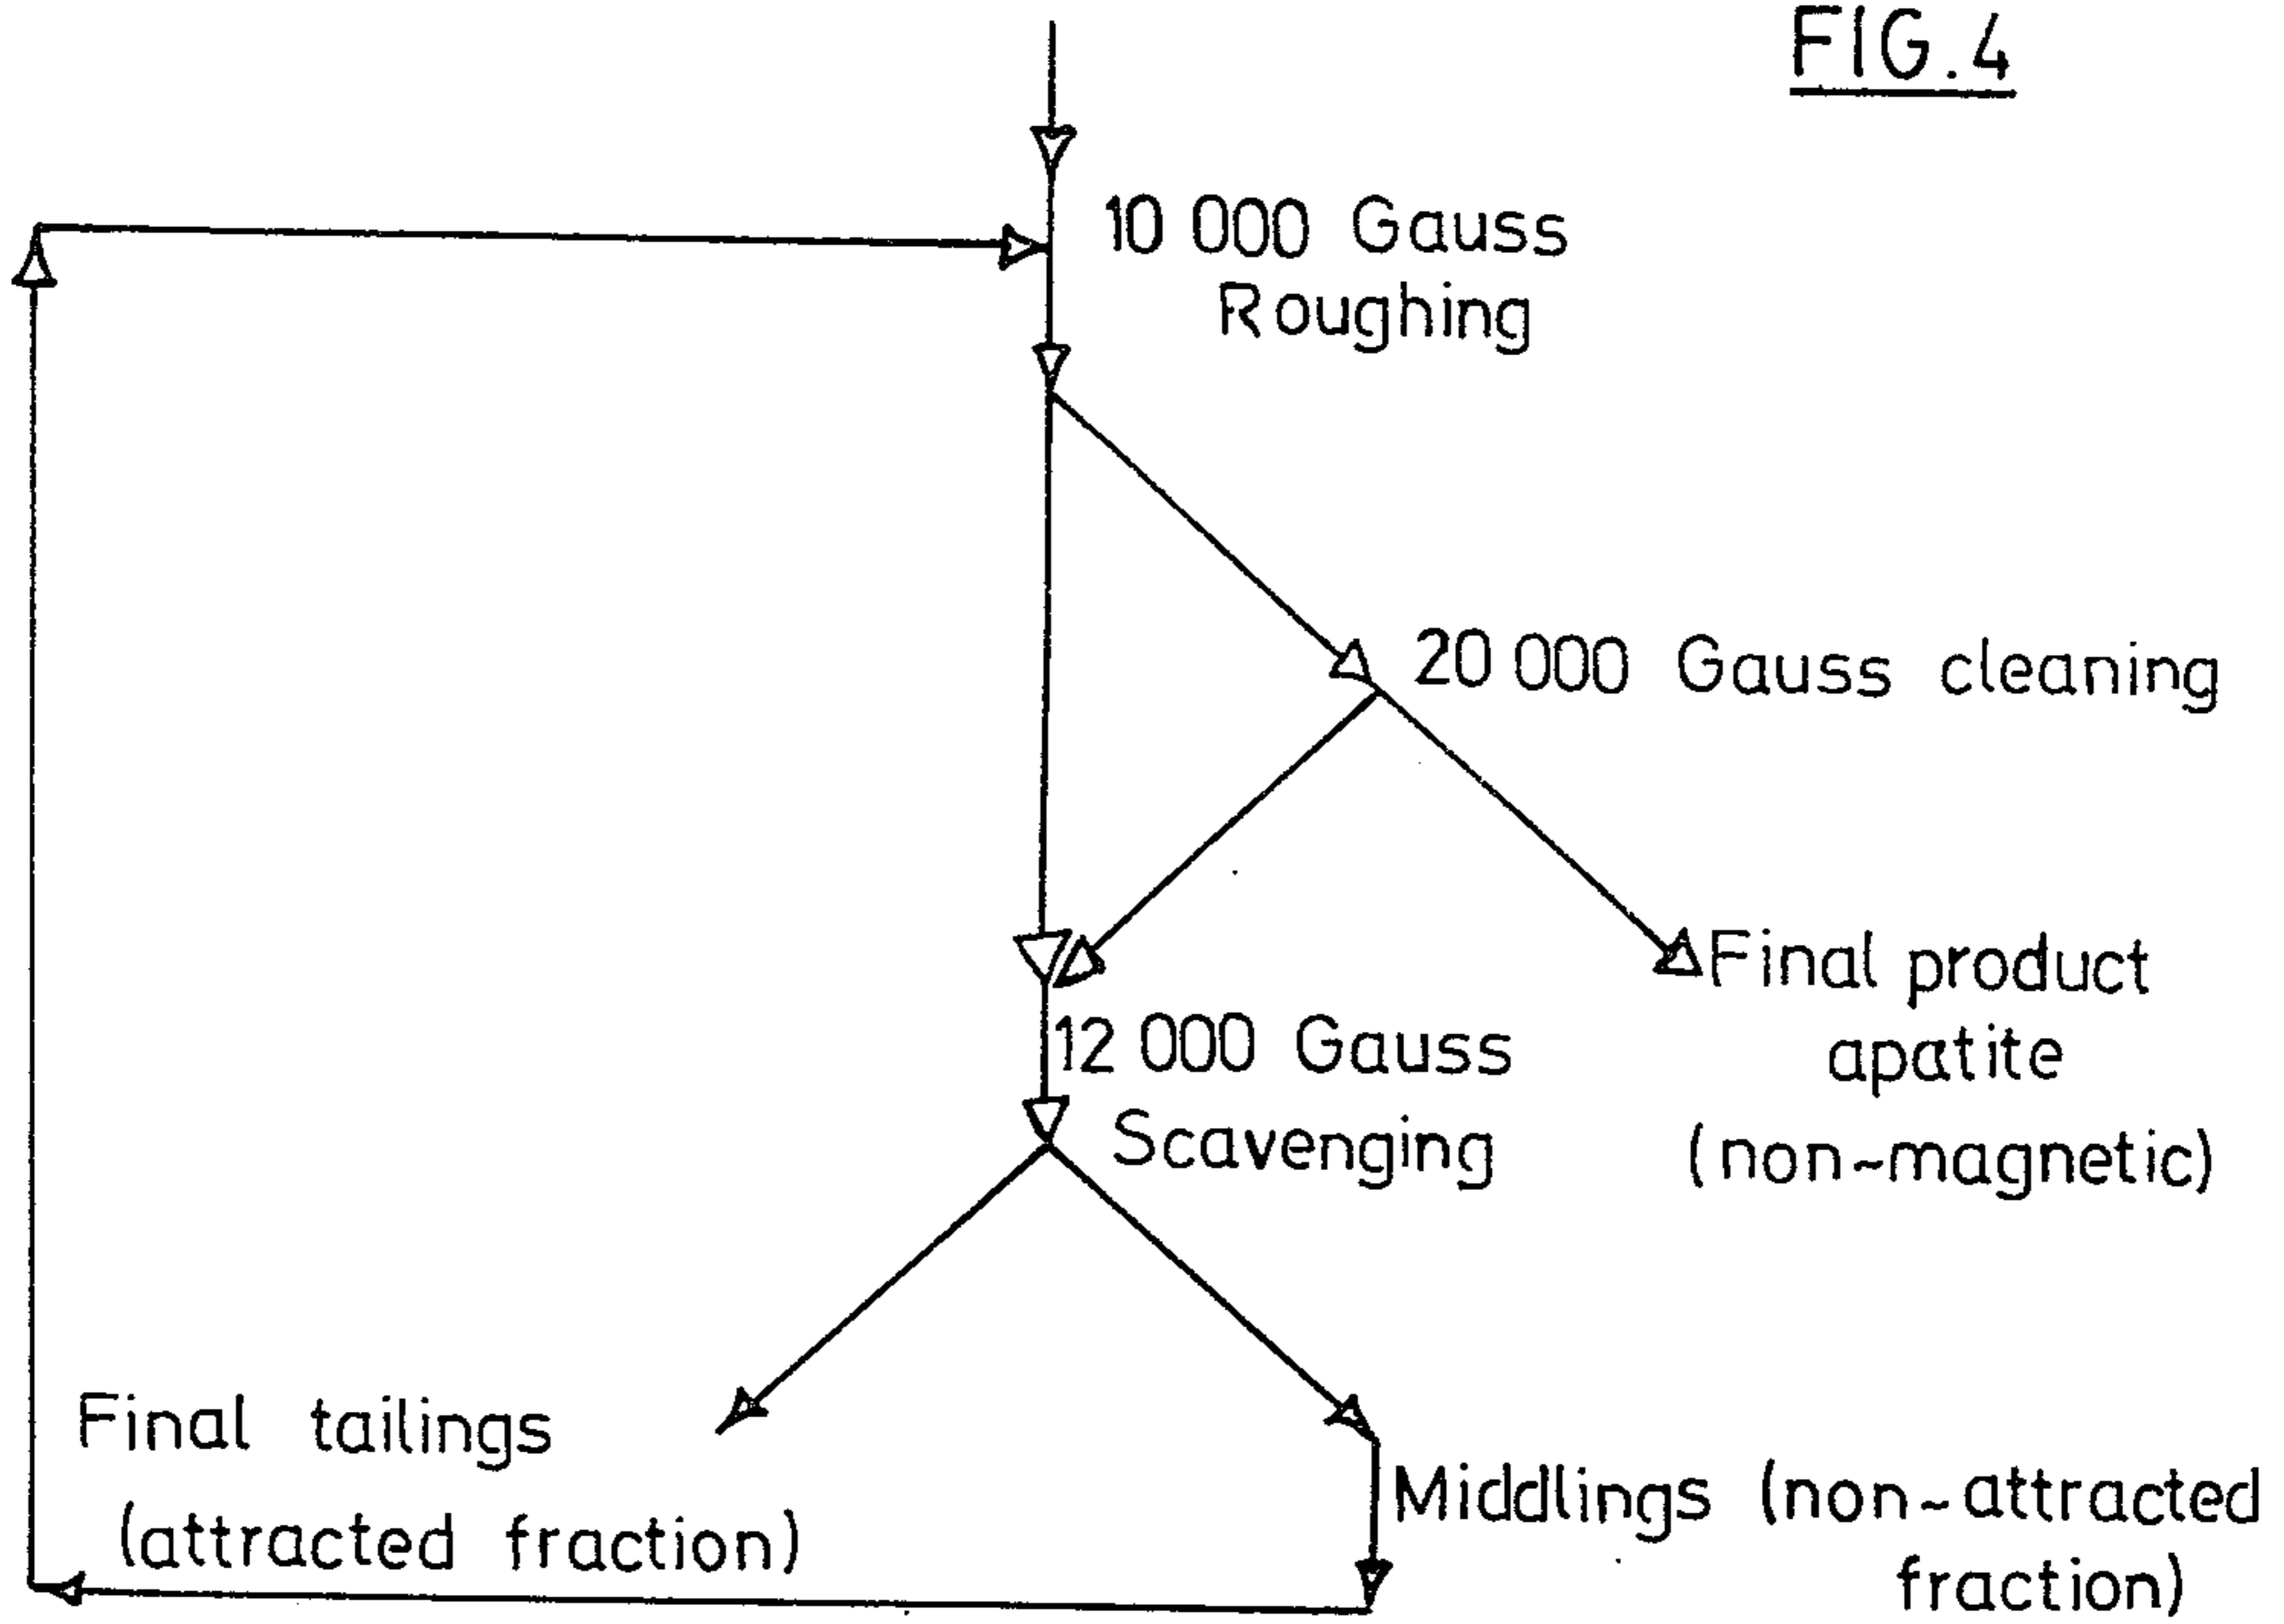 FIG.4
10 000 Gauss
Roughing
20 000 Gauss cleaning
Final product
apatite
(non~magnetic)
12 000 Gauss
Scavenging
Final tailings
(attracted fraction)
Middlings (non~attracted
fraction)